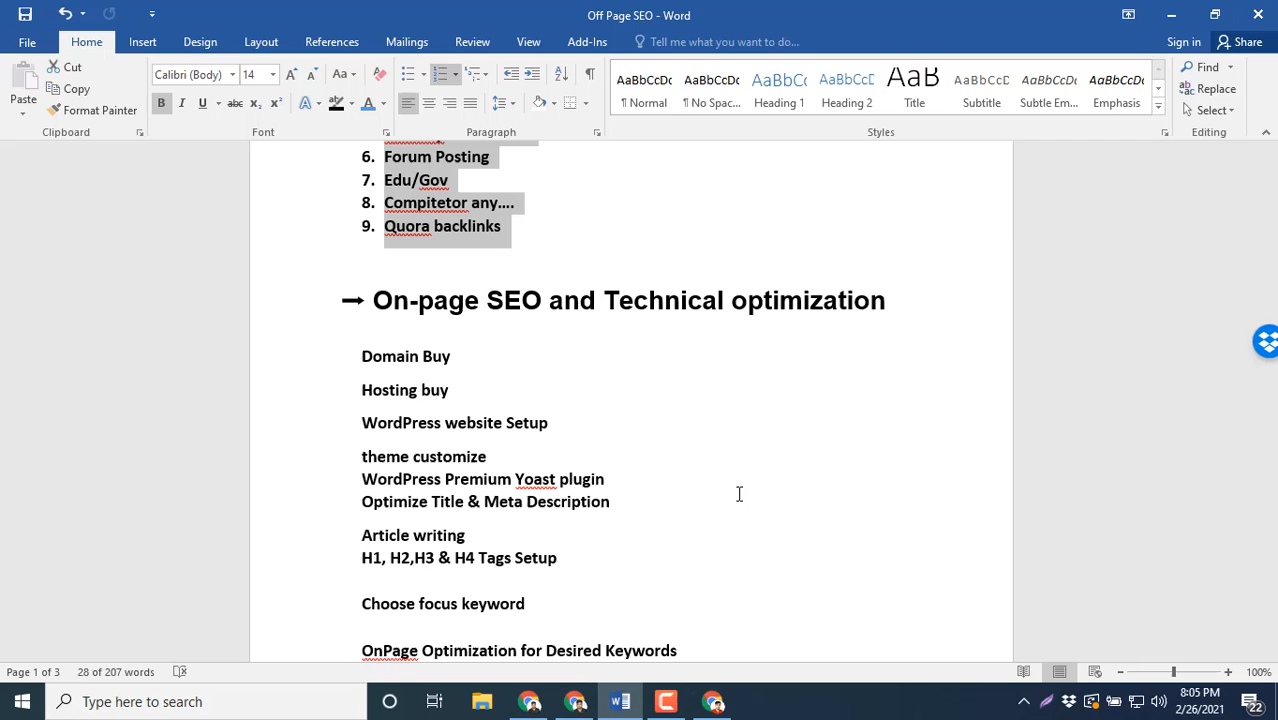 Off Page SEO - Word
File Home Insert Design Layout References Mailings Review View Add-Ins Tell me what you want to do... Sign in Share
Paste Cut Copy Format Painter Clipboard
Calibri (Body) 14 Aa A B I U abc X₂ X² A A Font
Paragraph
AaBbCcDc AaBbCcDc AaBbCc AaBbCcD AaB AaBbCcD AaBbCcDc AaBbCcDc
¶ Normal ¶ No Spac... Heading 1 Heading 2 Title Subtitle Subtle Em... Emphasis
Styles
Find Replace Select Editing
6. Forum Posting
7. Edu/Gov
8. Compitetor any....
9. Quora backlinks
→ On-page SEO and Technical optimization
Domain Buy
Hosting buy
WordPress website Setup
theme customize
WordPress Premium Yoast plugin
Optimize Title & Meta Description
Article writing
H1, H2,H3 & H4 Tags Setup
Choose focus keyword
OnPage Optimization for Desired Keywords
Page 1 of 3 28 of 207 words 100%
Type here to search
8:05 PM
2/26/2021
22